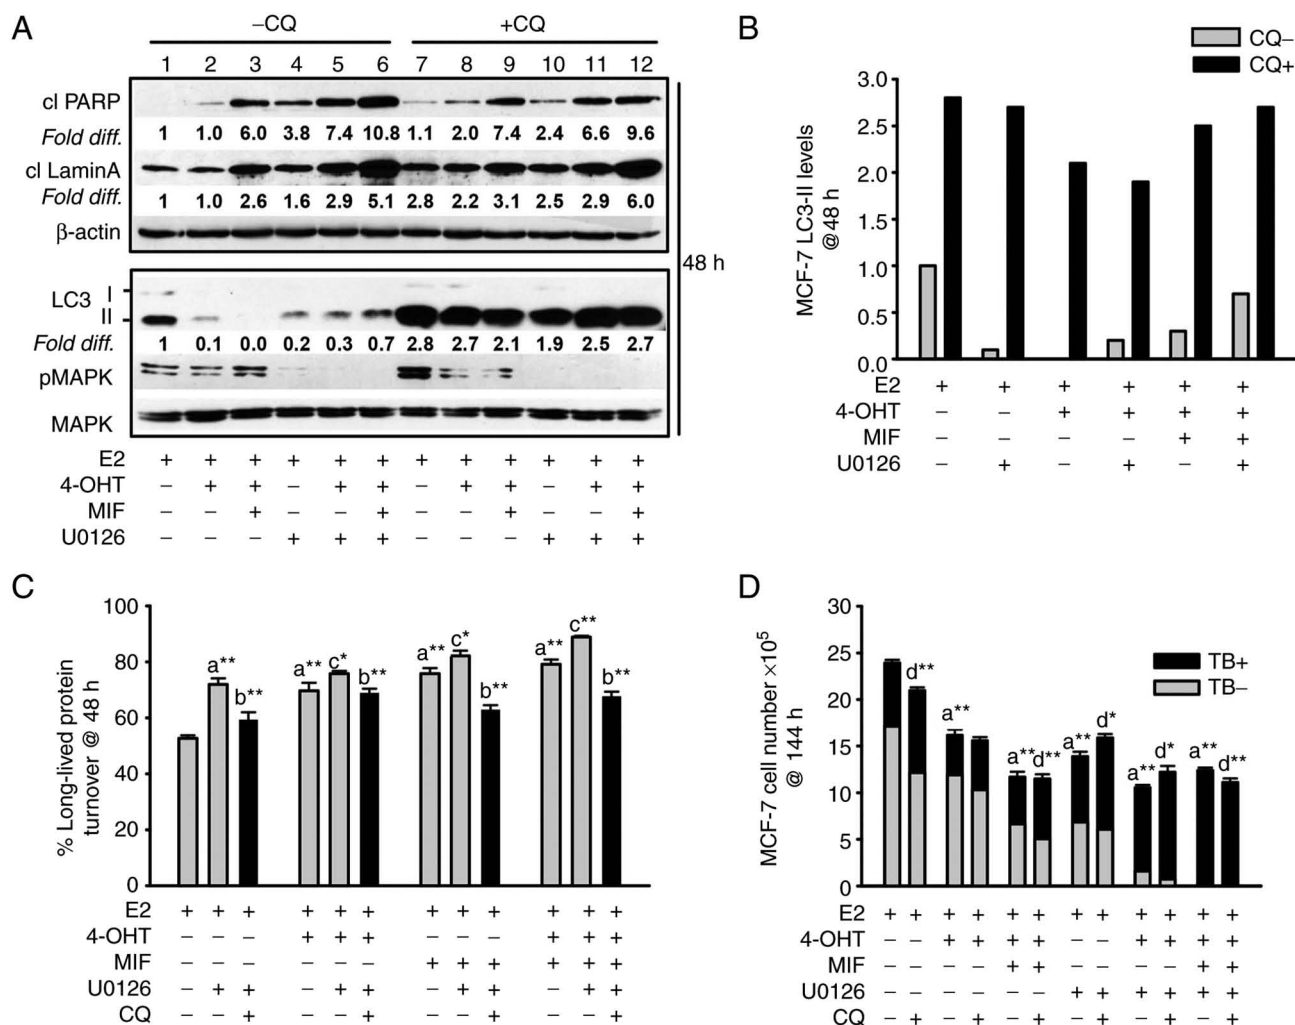 A
−CQ +CQ
1 2 3 4 5 6 7 8 9 10 11 12
cl PARP
Fold diff. 1 1.0 6.0 3.8 7.4 10.8 1.1 2.0 7.4 2.4 6.6 9.6
cl LaminA
Fold diff. 1 1.0 2.6 1.6 2.9 5.1 2.8 2.2 3.1 2.5 2.9 6.0
β-actin
48 h
LC3 I
II
Fold diff. 1 0.1 0.0 0.2 0.3 0.7 2.8 2.7 2.1 1.9 2.5 2.7
pMAPK
MAPK
E2 + + + + + + + + + + + +
4-OHT − + + − + + − + + − + +
MIF − − + − − + − − + − − +
U0126 − − − + + + − − − + + +
B
CQ−
CQ+
MCF-7 LC3-II levels
@48 h
3.0
2.5
2.0
1.5
1.0
0.5
0.0
E2 + + + + + +
4-OHT − − + + + +
MIF − − − − + +
U0126 − + − + − +
C
% Long-lived protein
turnover @ 48 h
100
80
60
40
20
0
a** b** a** c* b** a** c* b** a** c** b**
E2 + + + + + + + + + + + +
4-OHT − − − + + + − − − + + +
MIF − − − − − − + + + + + +
U0126 − + + − + + − + + − + +
CQ − − + − − + − − + − − +
D
MCF-7 cell number ×10⁵
@ 144 h
TB+
TB−
30
25
20
15
10
5
0
d** a** a** d** a** d* a** d* a** d**
E2 + + + + + + + + + + + +
4-OHT − − + + + + − − + + + +
MIF − − − − + + − − − − + +
U0126 − − − − − − + + + + + +
CQ − + − + − + − + − + − +